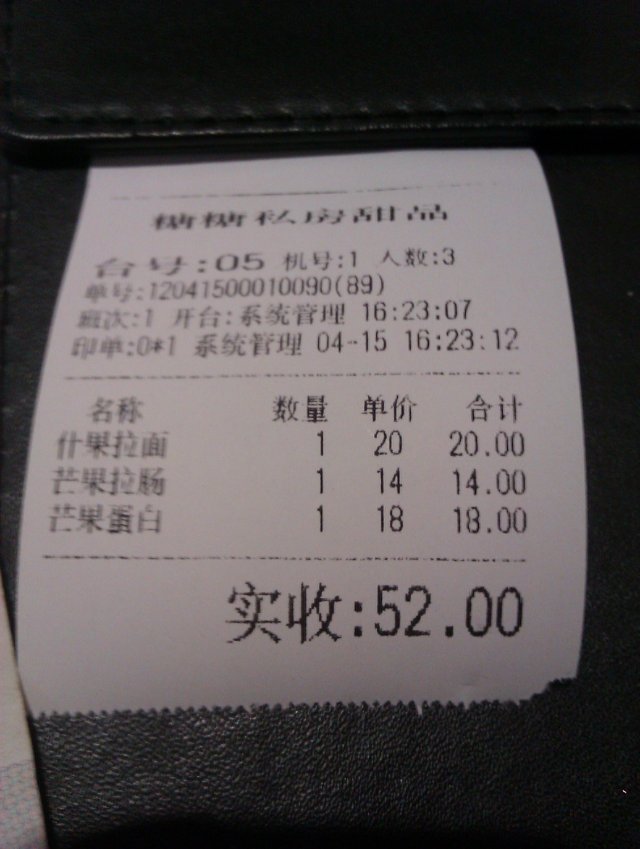 糖糖私房甜品
台号:05 机号:1 人数:3
单号:12041500010090(89)
班次:1 开台:系统管理 16:23:07
印单:0*1 系统管理 04-15 16:23:12
名称 数量 单价 合计
什果拉面 1 20 20.00
芒果拉肠 1 14 14.00
芒果蛋白 1 18 18.00
实收:52.00